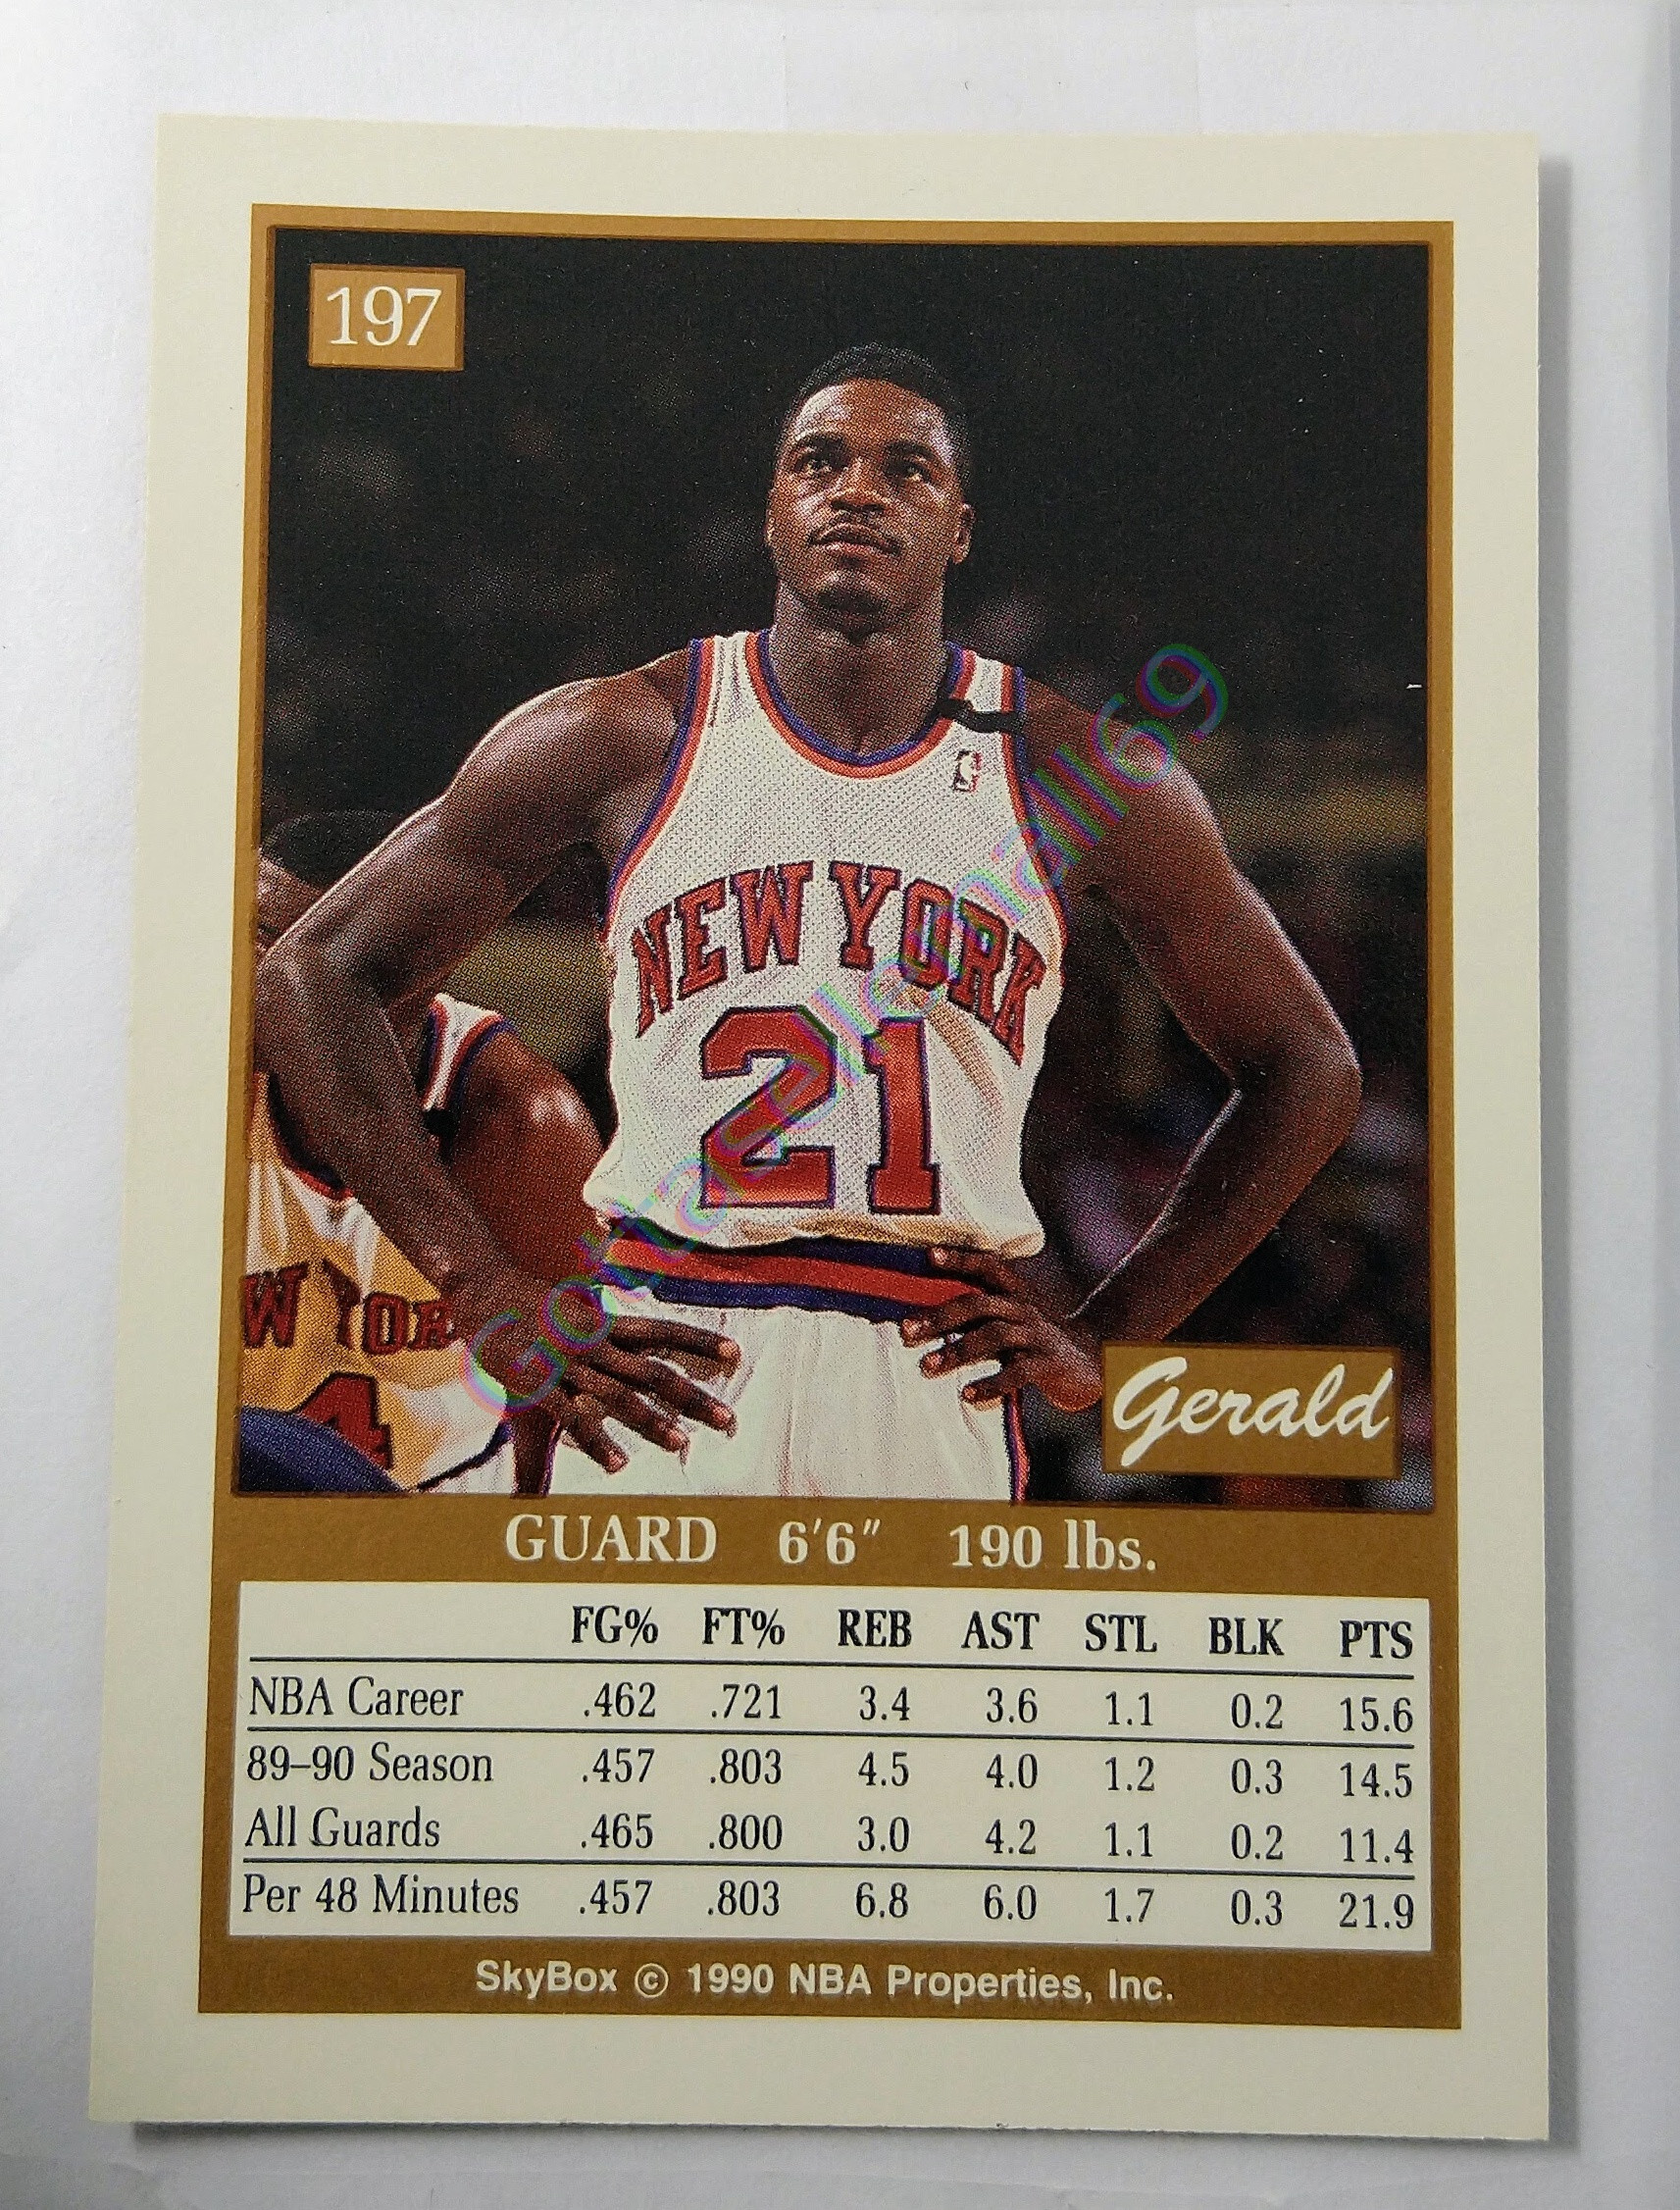 197
NEW YORK
21
W YOR
4
Gerald
GUARD 6'6" 190 lbs.
FG% FT% REB AST STL BLK PTS
NBA Career .462 .721 3.4 3.6 1.1 0.2 15.6
89–90 Season .457 .803 4.5 4.0 1.2 0.3 14.5
All Guards .465 .800 3.0 4.2 1.1 0.2 11.4
Per 48 Minutes .457 .803 6.8 6.0 1.7 0.3 21.9
SkyBox © 1990 NBA Properties, Inc.